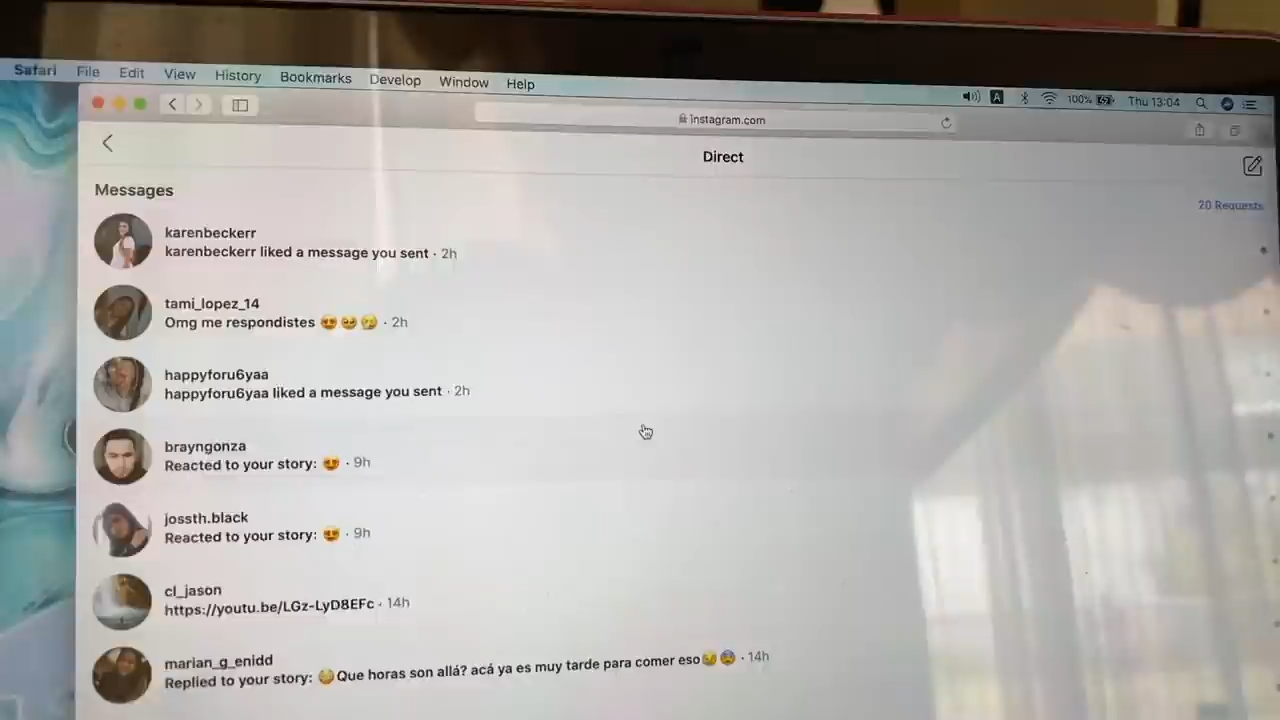 Safari File Edit View History Bookmarks Develop Window Help
A 100% Thu 13:04
instagram.com
Direct
Messages
20 Requests
karenbeckerr
karenbeckerr liked a message you sent · 2h
tami_lopez_14
Omg me respondistes 😍🥺😢 · 2h
happyforu6yaa
happyforu6yaa liked a message you sent · 2h
brayngonza
Reacted to your story: 😍 · 9h
jossth.black
Reacted to your story: 😍 · 9h
cl_jason
https://youtu.be/LGz-LyD8EFc · 14h
marian_g_enidd
Replied to your story: 😳Que horas son allá? acá ya es muy tarde para comer eso😂😨 · 14h